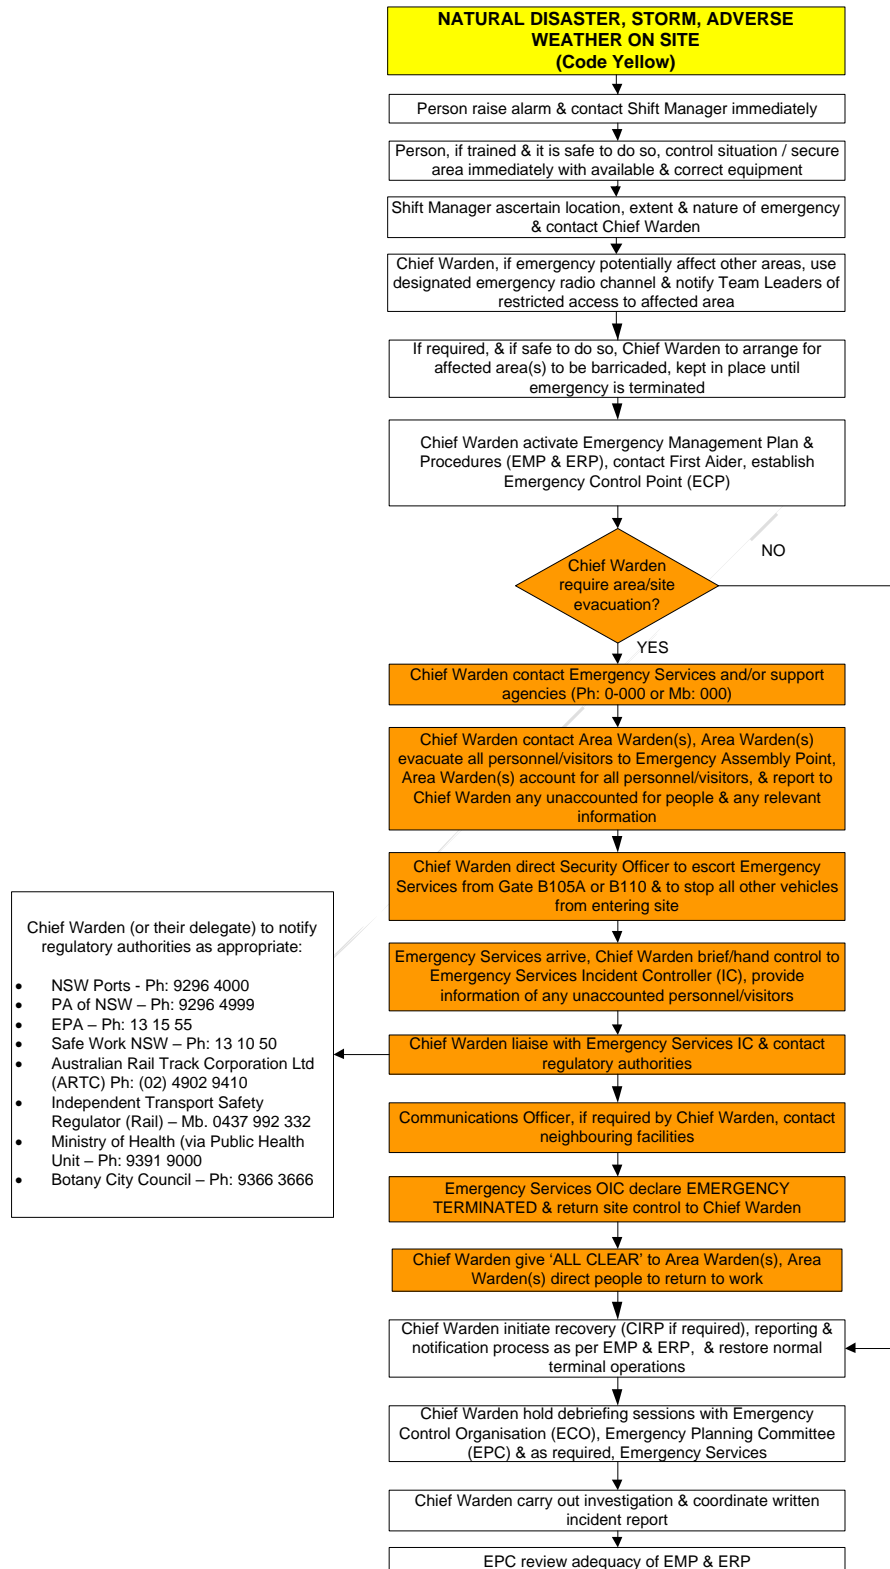 NATURAL DISASTER, STORM, ADVERSE
WEATHER ON SITE
(Code Yellow)
Person raise alarm & contact Shift Manager immediately
Person, if trained & it is safe to do so, control situation / secure
area immediately with available & correct equipment
Shift Manager ascertain location, extent & nature of emergency
& contact Chief Warden
Chief Warden, if emergency potentially affect other areas, use
designated emergency radio channel & notify Team Leaders of
restricted access to affected area
If required, & if safe to do so, Chief Warden to arrange for
affected area(s) to be barricaded, kept in place until
emergency is terminated
Chief Warden activate Emergency Management Plan &
Procedures (EMP & ERP), contact First Aider, establish
Emergency Control Point (ECP)
Chief Warden
require area/site
evacuation?
NO
YES
Chief Warden contact Emergency Services and/or support
agencies (Ph: 0-000 or Mb: 000)
Chief Warden contact Area Warden(s), Area Warden(s)
evacuate all personnel/visitors to Emergency Assembly Point,
Area Warden(s) account for all personnel/visitors, & report to
Chief Warden any unaccounted for people & any relevant
information
Chief Warden direct Security Officer to escort Emergency
Services from Gate B105A or B110 & to stop all other vehicles
from entering site
Emergency Services arrive, Chief Warden brief/hand control to
Emergency Services Incident Controller (IC), provide
information of any unaccounted personnel/visitors
Chief Warden liaise with Emergency Services IC & contact
regulatory authorities
Chief Warden (or their delegate) to notify
regulatory authorities as appropriate:
• NSW Ports - Ph: 9296 4000
• PA of NSW – Ph: 9296 4999
• EPA – Ph: 13 15 55
• Safe Work NSW – Ph: 13 10 50
• Australian Rail Track Corporation Ltd
(ARTC) Ph: (02) 4902 9410
• Independent Transport Safety
Regulator (Rail) – Mb. 0437 992 332
• Ministry of Health (via Public Health
Unit – Ph: 9391 9000
• Botany City Council – Ph: 9366 3666
Communications Officer, if required by Chief Warden, contact
neighbouring facilities
Emergency Services OIC declare EMERGENCY
TERMINATED & return site control to Chief Warden
Chief Warden give ‘ALL CLEAR’ to Area Warden(s), Area
Warden(s) direct people to return to work
Chief Warden initiate recovery (CIRP if required), reporting &
notification process as per EMP & ERP, & restore normal
terminal operations
Chief Warden hold debriefing sessions with Emergency
Control Organisation (ECO), Emergency Planning Committee
(EPC) & as required, Emergency Services
Chief Warden carry out investigation & coordinate written
incident report
EPC review adequacy of EMP & ERP